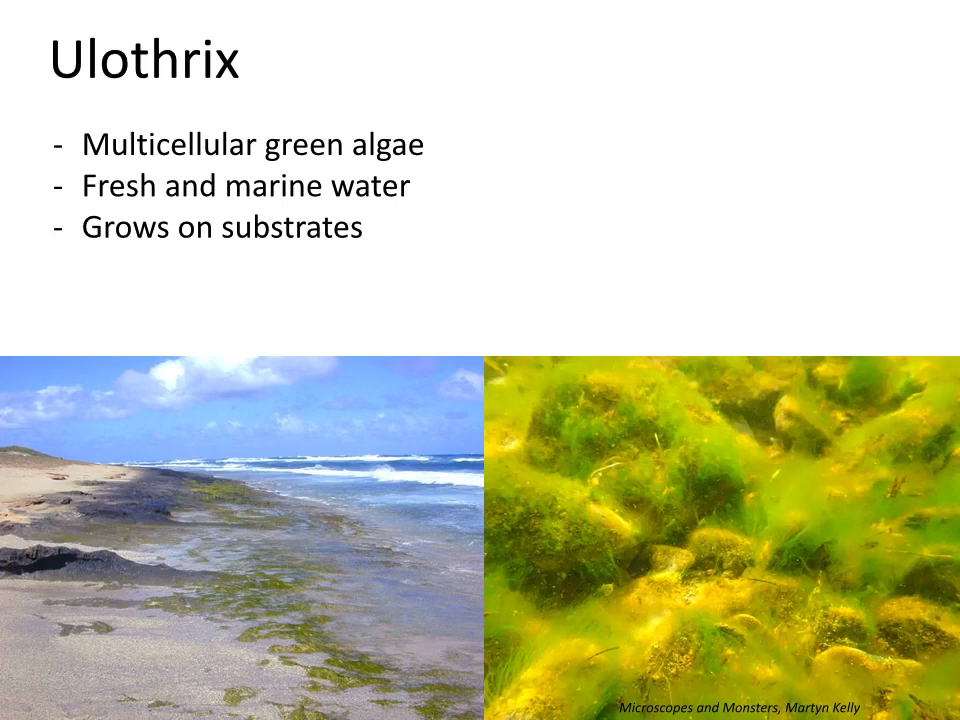 Ulothrix
- Multicellular green algae
- Fresh and marine water
- Grows on substrates
Microscopes and Monsters, Martyn Kelly